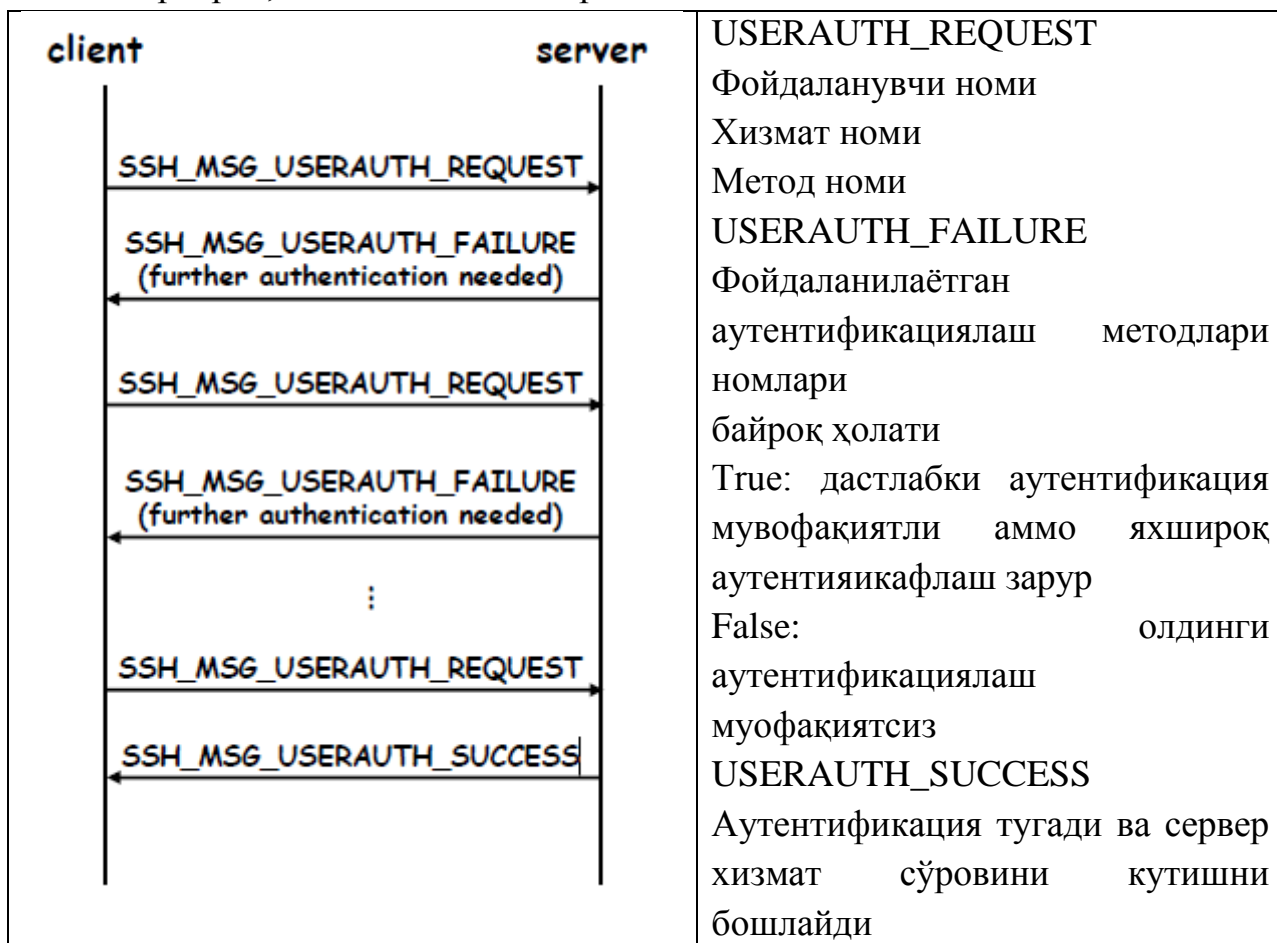 client server
SSH_MSG_USERAUTH_REQUEST
SSH_MSG_USERAUTH_FAILURE
(further authentication needed)
SSH_MSG_USERAUTH_REQUEST
SSH_MSG_USERAUTH_FAILURE
(further authentication needed)
SSH_MSG_USERAUTH_REQUEST
SSH_MSG_USERAUTH_SUCCESS
USERAUTH_REQUEST
Фойдаланувчи номи
Хизмат номи
Метод номи
USERAUTH_FAILURE
Фойдаланилаётган
аутентификациялаш методлари
номлари
байроқ ҳолати
True: дастлабки аутентификация
мувофақиятли аммо яхшироқ
аутентияикафлаш зарур
False: олдинги
аутентификациялаш
муофақиятсиз
USERAUTH_SUCCESS
Аутентификация тугади ва сервер
хизмат сўровини кутишни
бошлайди